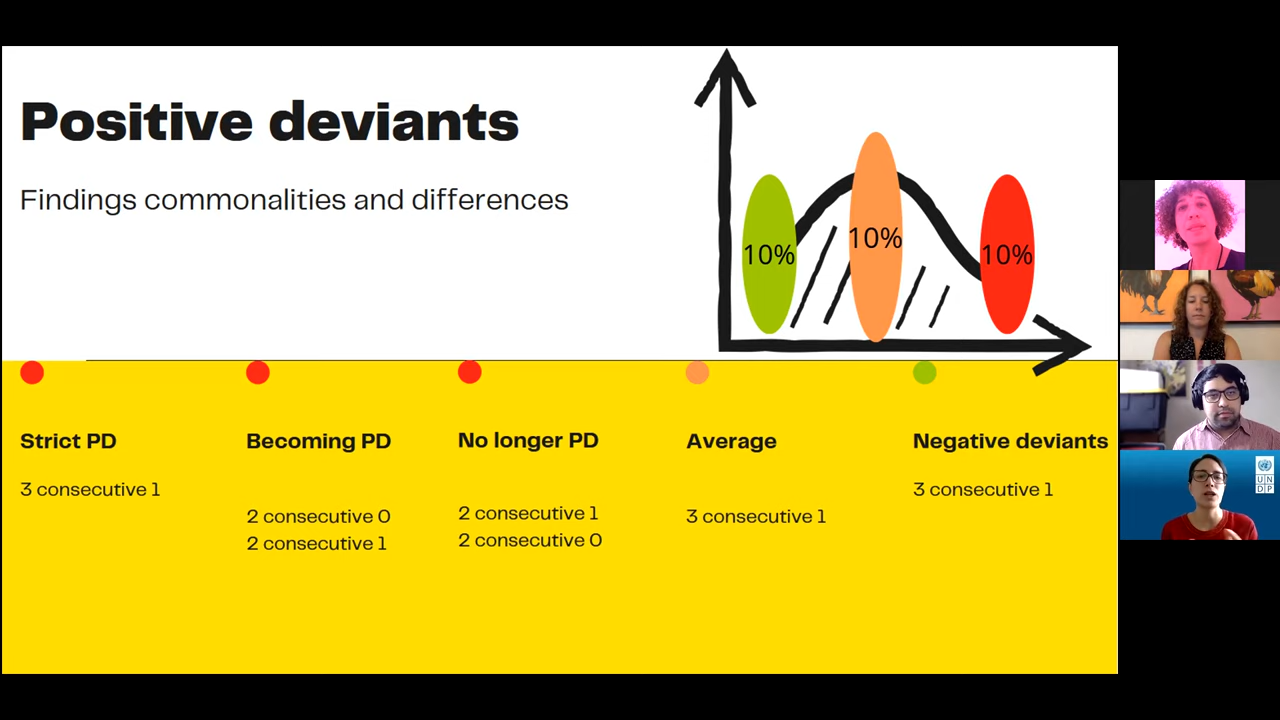 Positive deviants
Findings commonalities and differences
10%
10%
10%
Strict PD
3 consecutive 1
Becoming PD
2 consecutive 0
2 consecutive 1
No longer PD
2 consecutive 1
2 consecutive 0
Average
3 consecutive 1
Negative deviants
3 consecutive 1
UN
DP